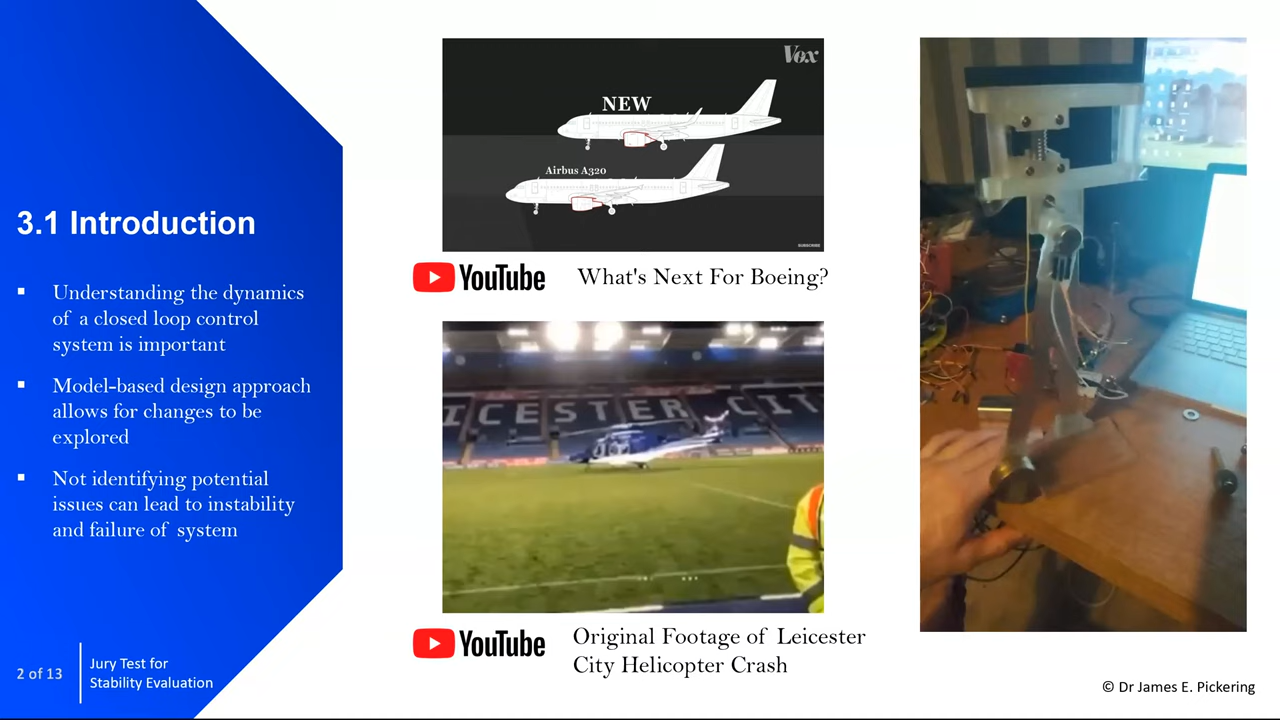 3.1 Introduction
▪ Understanding the dynamics
of a closed loop control
system is important
▪ Model-based design approach
allows for changes to be
explored
▪ Not identifying potential
issues can lead to instability
and failure of system
2 of 13
Jury Test for
Stability Evaluation
Vox
NEW
Airbus A320
SUBSCRIBE
YouTube
What's Next For Boeing?
ICESTER CIT
YouTube
Original Footage of Leicester
City Helicopter Crash
© Dr James E. Pickering